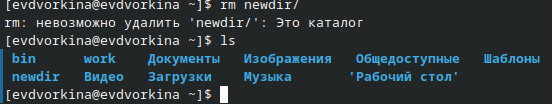 [evdvorkina@evdvorkina ~]$ rm newdir/
rm: невозможно удалить 'newdir/': Это каталог
[evdvorkina@evdvorkina ~]$ ls
bin work Документы Изображения Общедоступные Шаблоны
newdir Видео Загрузки Музыка 'Рабочий стол'
[evdvorkina@evdvorkina ~]$